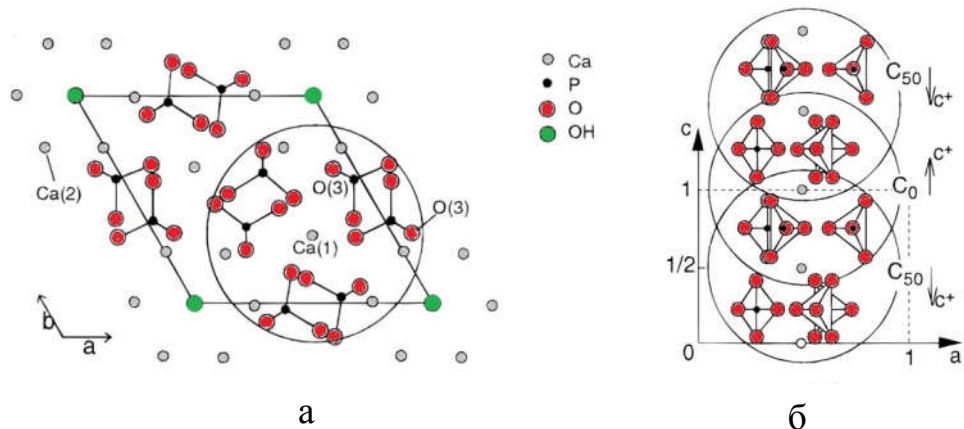 Ca
P
O
OH
Ca(2)
O(3)
O(3)
Ca(1)
b
a
а
c
C50
c+
1
C0
c+
1/2
C50
c+
0
1
a
б